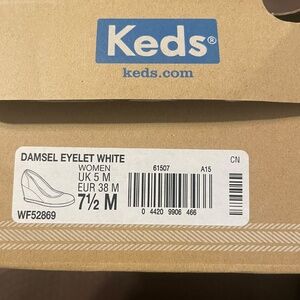 Keds®
keds.com
DAMSEL EYELET WHITE
WOMEN
UK 5 M
EUR 38 M
7½ M
WF52869
61507 A15
0 4420 9906 466
CN